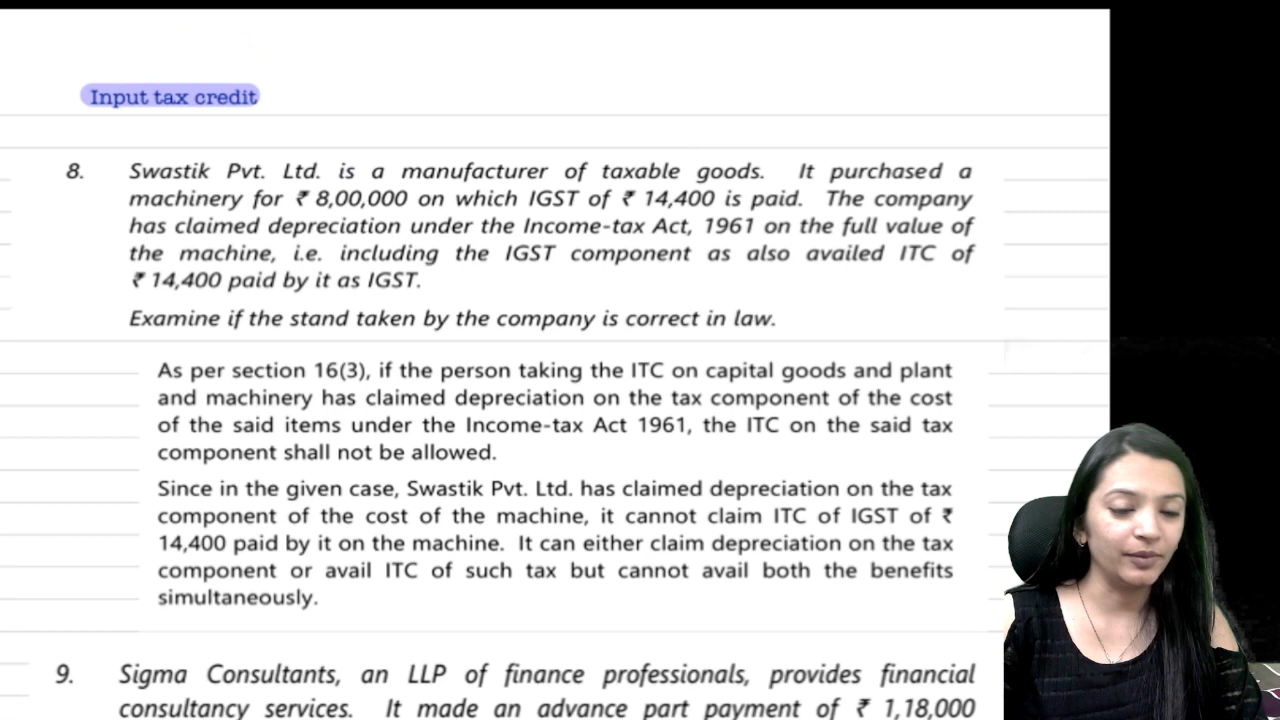 Input tax credit
8. Swastik Pvt. Ltd. is a manufacturer of taxable goods. It purchased a
machinery for ₹ 8,00,000 on which IGST of ₹ 14,400 is paid. The company
has claimed depreciation under the Income-tax Act, 1961 on the full value of
the machine, i.e. including the IGST component as also availed ITC of
₹ 14,400 paid by it as IGST.
Examine if the stand taken by the company is correct in law.
As per section 16(3), if the person taking the ITC on capital goods and plant
and machinery has claimed depreciation on the tax component of the cost
of the said items under the Income-tax Act 1961, the ITC on the said tax
component shall not be allowed.
Since in the given case, Swastik Pvt. Ltd. has claimed depreciation on the tax
component of the cost of the machine, it cannot claim ITC of IGST of ₹
14,400 paid by it on the machine. It can either claim depreciation on the tax
component or avail ITC of such tax but cannot avail both the benefits
simultaneously.
9. Sigma Consultants, an LLP of finance professionals, provides financial
consultancy services. It made an advance part payment of ₹ 1,18,000